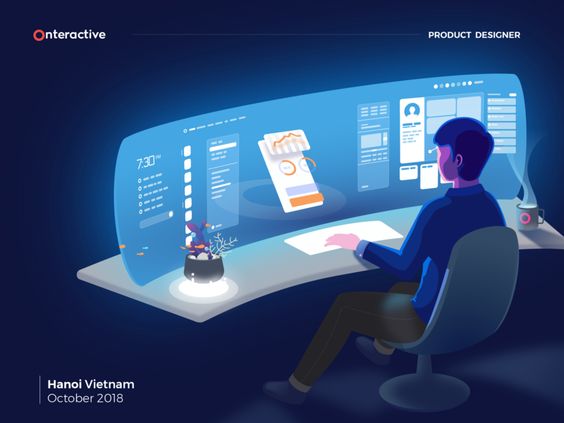 Onteractive
PRODUCT DESIGNER
7:30
Hanoi Vietnam
October 2018